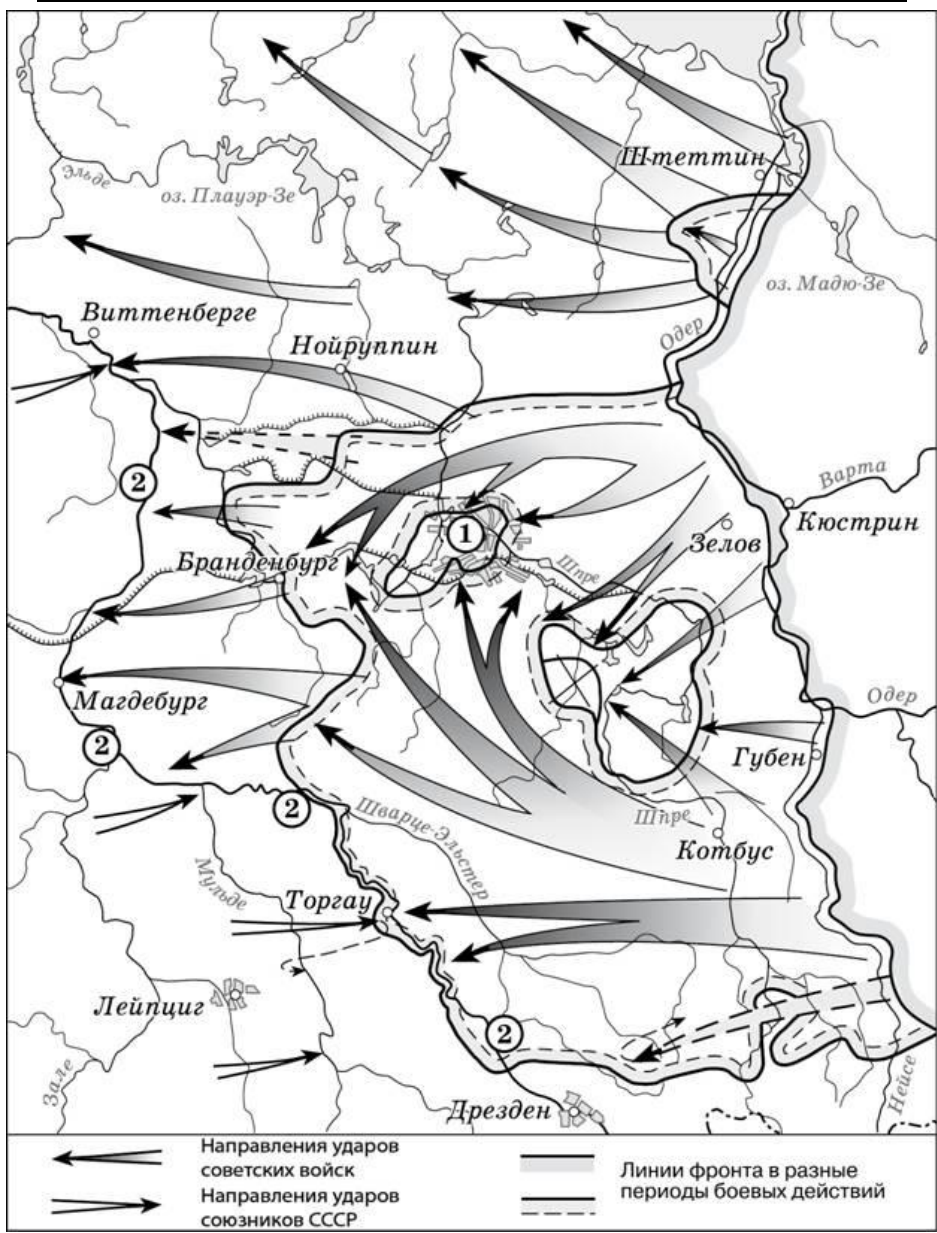 Штеттин
Эльде
оз. Плауэр-Зе
оз. Мадю-Зе
Виттенберге
Одер
Нойруппин
2
Варта
Кюстрин
1
Зелов
Бранденбург
Шпре
Магдебург
Одер
2
Губен
2
Шпре
Шварце-Эльстер
Котбус
Мульде
Торгау
Лейпциг
2
Зале
Нейсе
Дрезден
Направления ударов
советских войск
Направления ударов
союзников СССР
Линии фронта в разные
периоды боевых действий